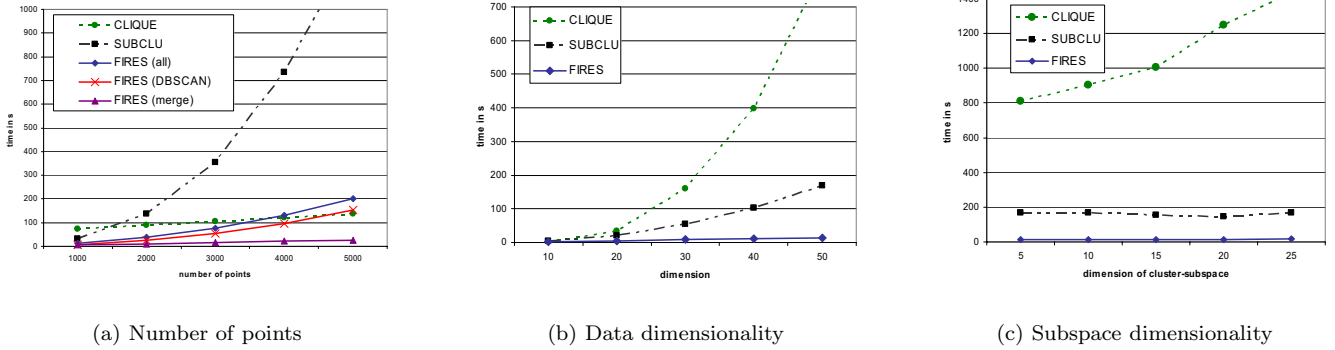 1000
900
800
700
600
500
400
300
200
100
0
time in s
CLIQUE
SUBCLU
FIRES (all)
FIRES (DBSCAN)
FIRES (merge)
1000 2000 3000 4000 5000
number of points
(a) Number of points
700
600
500
400
300
200
100
0
time in s
CLIQUE
SUBCLU
FIRES
10 20 30 40 50
dimension
(b) Data dimensionality
1400
1200
1000
800
600
400
200
0
time in s
CLIQUE
SUBCLU
FIRES
5 10 15 20 25
dimension of cluster-subspace
(c) Subspace dimensionality